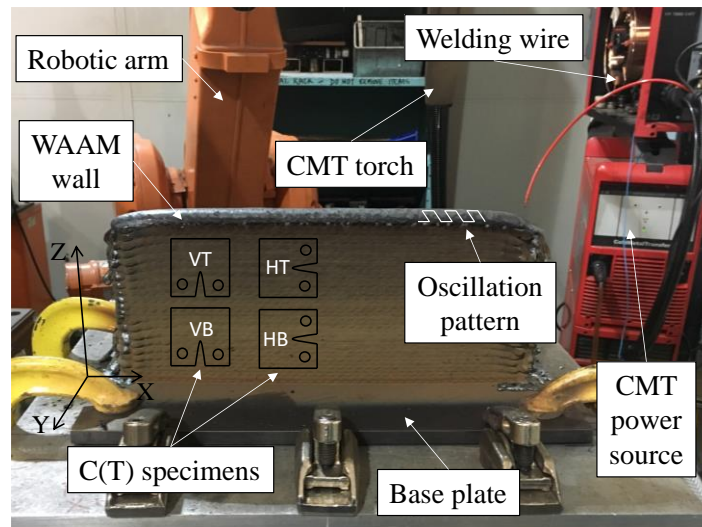 Welding wire
Robotic arm
CMT torch
WAAM
wall
Z
VT
HT
Oscillation
pattern
VB
HB
X
Y
CMT
power
source
C(T) specimens
Base plate